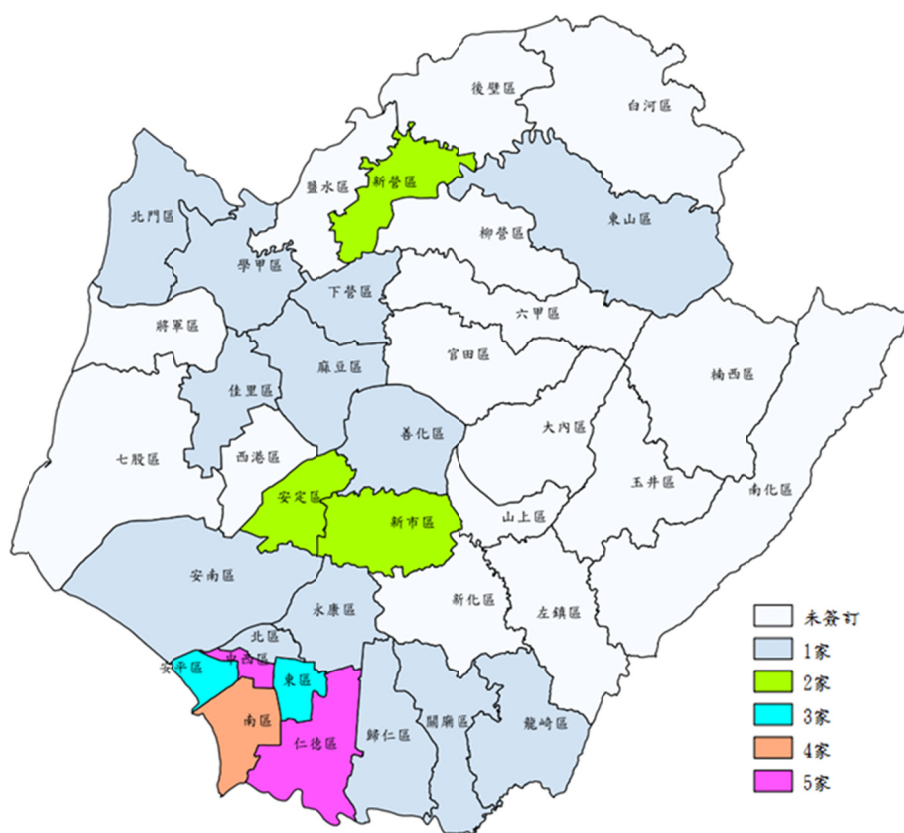 後壁區
白河區
鹽水區
新營區
北門區
東山區
柳營區
學甲區
下營區
六甲區
將軍區
官田區
麻豆區
楠西區
佳里區
大內區
善化區
七股區
西港區
玉井區
南化區
安定區
新市區
山上區
安南區
新化區
永康區
左鎮區
北區
中西區
安平區
東區
南區
關廟區
龍崎區
歸仁區
仁德區
未簽訂
1家
2家
3家
4家
5家